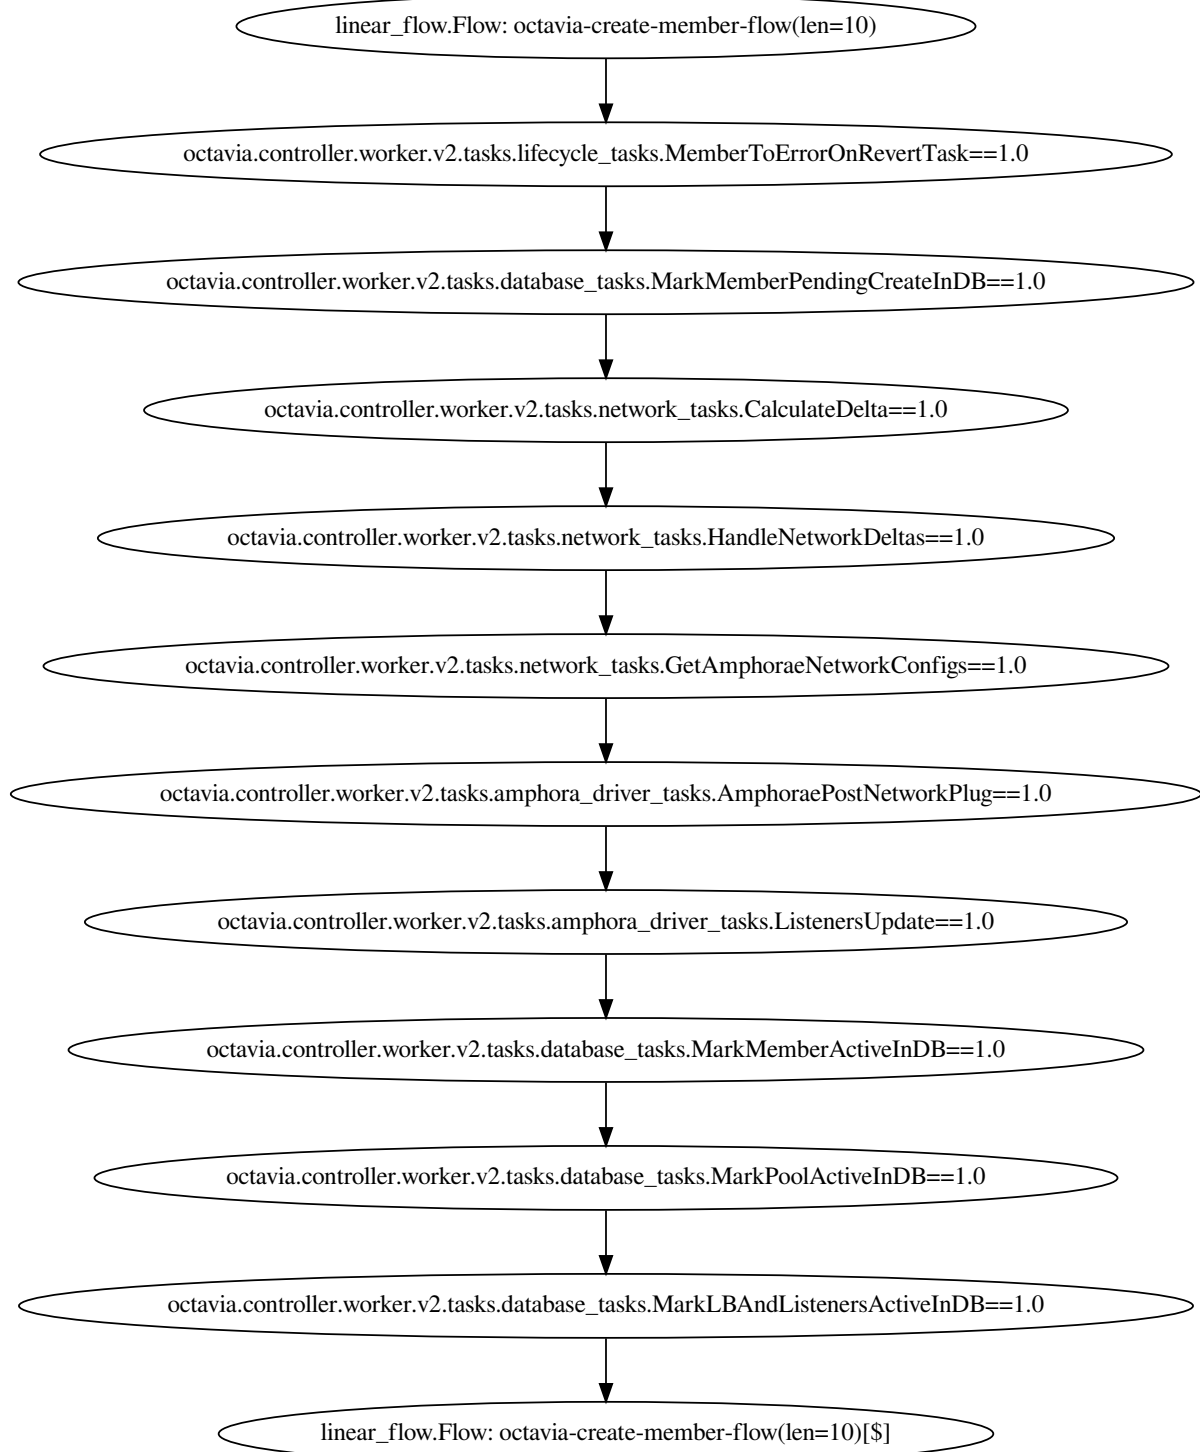 linear_flow.Flow: octavia-create-member-flow(len=10)
octavia.controller.worker.v2.tasks.lifecycle_tasks.MemberToErrorOnRevertTask==1.0
octavia.controller.worker.v2.tasks.database_tasks.MarkMemberPendingCreateInDB==1.0
octavia.controller.worker.v2.tasks.network_tasks.CalculateDelta==1.0
octavia.controller.worker.v2.tasks.network_tasks.HandleNetworkDeltas==1.0
octavia.controller.worker.v2.tasks.network_tasks.GetAmphoraeNetworkConfigs==1.0
octavia.controller.worker.v2.tasks.amphora_driver_tasks.AmphoraePostNetworkPlug==1.0
octavia.controller.worker.v2.tasks.amphora_driver_tasks.ListenersUpdate==1.0
octavia.controller.worker.v2.tasks.database_tasks.MarkMemberActiveInDB==1.0
octavia.controller.worker.v2.tasks.database_tasks.MarkPoolActiveInDB==1.0
octavia.controller.worker.v2.tasks.database_tasks.MarkLBAndListenersActiveInDB==1.0
linear_flow.Flow: octavia-create-member-flow(len=10)[$]